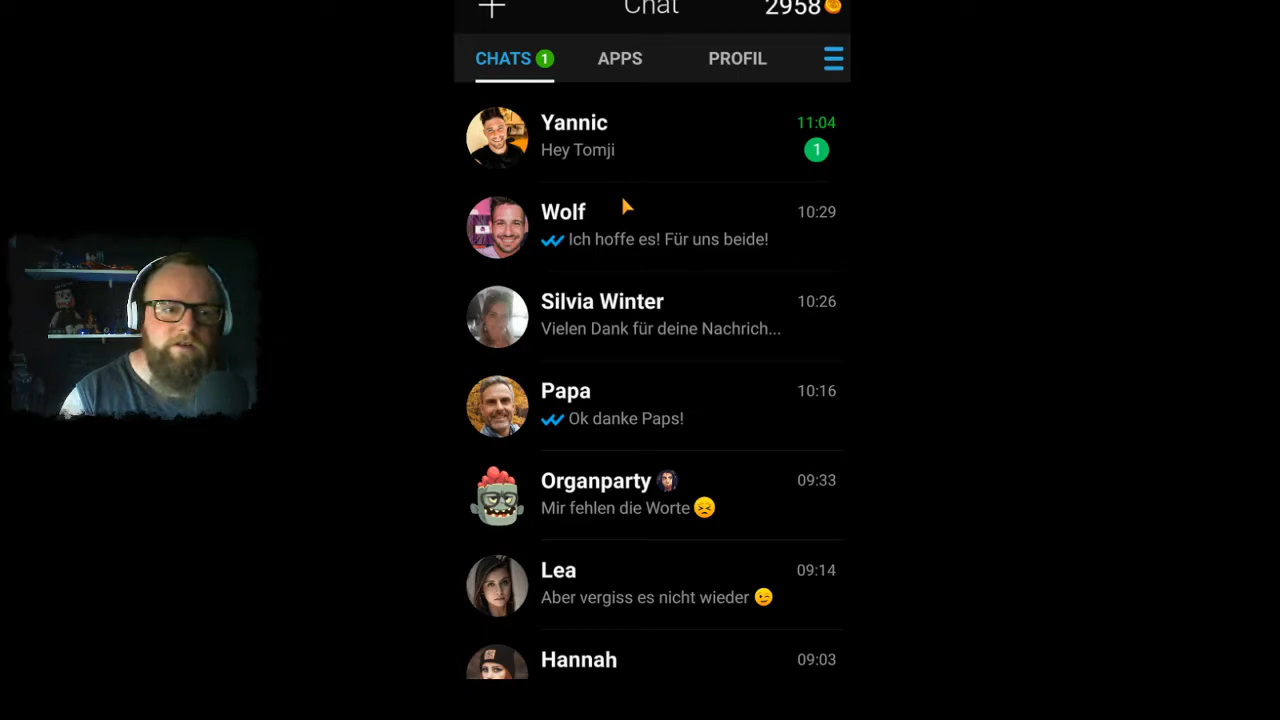 Chat 2958
CHATS 1 APPS PROFIL
Yannic 11:04
Hey Tomji 1
Wolf 10:29
Ich hoffe es! Für uns beide!
Silvia Winter 10:26
Vielen Dank für deine Nachrich...
Papa 10:16
Ok danke Paps!
Organparty 09:33
Mir fehlen die Worte 😣
Lea 09:14
Aber vergiss es nicht wieder 😉
Hannah 09:03